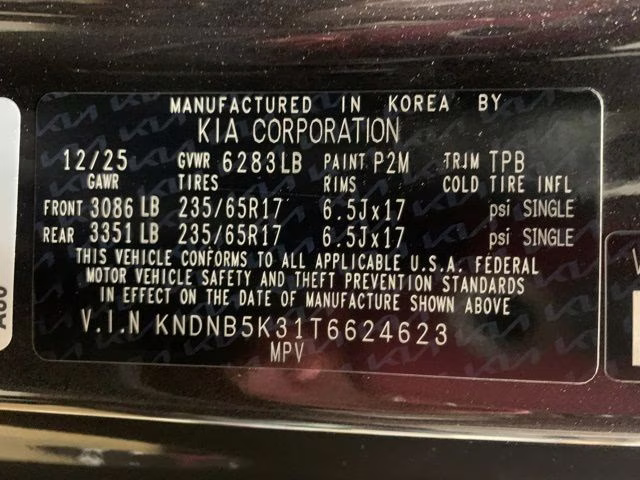 MANUFACTURED IN KOREA BY
KIA CORPORATION
12/25 GVWR 6283LB PAINT P2M TRIM TPB
GAWR TIRES RIMS COLD TIRE INFL
FRONT 3086 LB 235/65R17 6.5Jx17 psi SINGLE
REAR 3351 LB 235/65R17 6.5Jx17 psi SINGLE
THIS VEHICLE CONFORMS TO ALL APPLICABLE U.S.A. FEDERAL
MOTOR VEHICLE SAFETY AND THEFT PREVENTION STANDARDS
IN EFFECT ON THE DATE OF MANUFACTURE SHOWN ABOVE
V.I.N KNDNB5K31T6624623
MPV